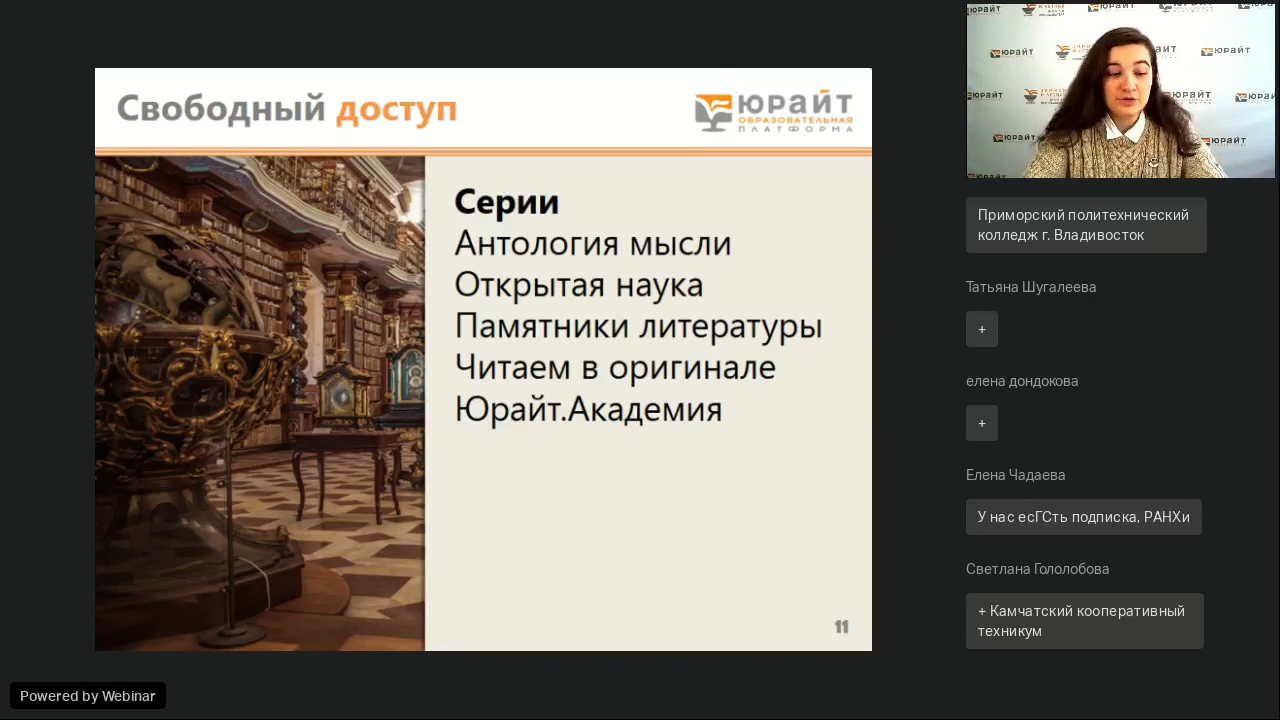 Свободный доступ
юрайт
ОБРАЗОВАТЕЛЬНАЯ
ПЛАТФОРМА
Серии
Антология мысли
Открытая наука
Памятники литературы
Читаем в оригинале
Юрайт.Академия
11
Приморский политехнический
колледж г. Владивосток
Татьяна Шугалеева
+
елена дондокова
+
Елена Чадаева
У нас есГСть подписка, РАНХи
Светлана Гололобова
+ Камчатский кооперативный
техникум
Powered by Webinar